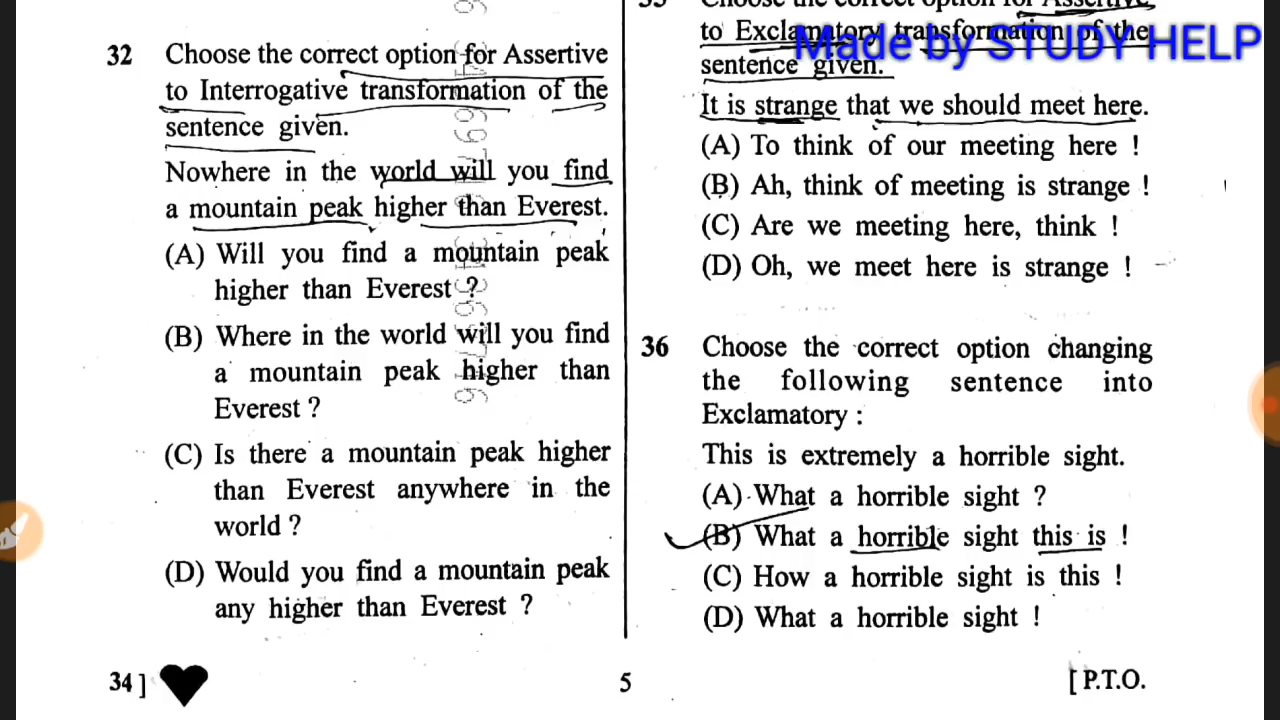 32 Choose the correct option for Assertive
to Interrogative transformation of the
sentence given.
Nowhere in the world will you find
a mountain peak higher than Everest.
(A) Will you find a mountain peak
higher than Everest ?
(B) Where in the world will you find
a mountain peak higher than
Everest ?
(C) Is there a mountain peak higher
than Everest anywhere in the
world ?
(D) Would you find a mountain peak
any higher than Everest ?
34 ]
5
35 Choose the correct option for Assertive
to Exclamatory transformation of the
Made by STUDY HELP
sentence given.
It is strange that we should meet here.
(A) To think of our meeting here !
(B) Ah, think of meeting is strange !
(C) Are we meeting here, think !
(D) Oh, we meet here is strange !
36 Choose the correct option changing
the following sentence into
Exclamatory :
This is extremely a horrible sight.
(A) What a horrible sight ?
(B) What a horrible sight this is !
(C) How a horrible sight is this !
(D) What a horrible sight !
[ P.T.O.